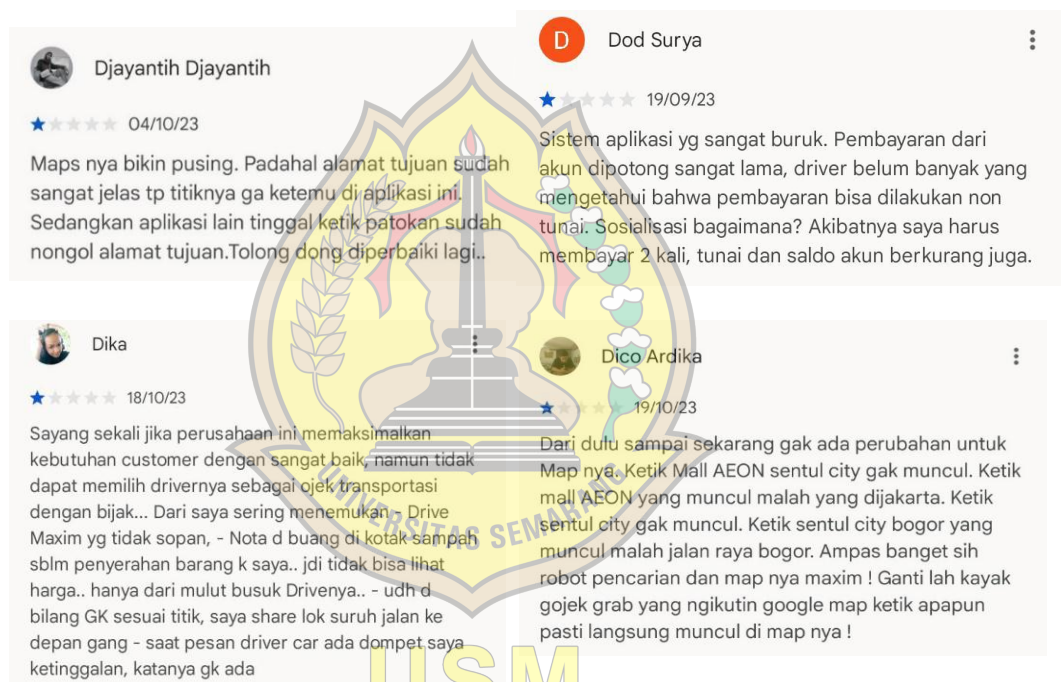 Djayantih Djayantih
04/10/23
Maps nya bikin pusing. Padahal alamat tujuan sudah
sangat jelas tp titiknya ga ketemu di aplikasi ini.
Sedangkan aplikasi lain tinggal ketik patokan sudah
nongol alamat tujuan.Tolong dong diperbaiki lagi..
D
Dod Surya
19/09/23
Sistem aplikasi yg sangat buruk. Pembayaran dari
akun dipotong sangat lama, driver belum banyak yang
mengetahui bahwa pembayaran bisa dilakukan non
tunai. Sosialisasi bagaimana? Akibatnya saya harus
membayar 2 kali, tunai dan saldo akun berkurang juga.
Dika
18/10/23
Sayang sekali jika perusahaan ini memaksimalkan
kebutuhan customer dengan sangat baik, namun tidak
dapat memilih drivernya sebagai ojek transportasi
dengan bijak... Dari saya sering menemukan - Drive
Maxim yg tidak sopan, - Nota d buang di kotak sampah
sblm penyerahan barang k saya.. jdi tidak bisa lihat
harga.. hanya dari mulut busuk Drivenya.. - udh d
bilang GK sesuai titik, saya share lok suruh jalan ke
depan gang - saat pesan driver car ada dompet saya
ketinggalan, katanya gk ada
Dico Ardika
19/10/23
Dari dulu sampai sekarang gak ada perubahan untuk
Map nya. Ketik Mall AEON sentul city gak muncul. Ketik
mall AEON yang muncul malah yang dijakarta. Ketik
sentul city gak muncul. Ketik sentul city bogor yang
muncul malah jalan raya bogor. Ampas banget sih
robot pencarian dan map nya maxim ! Ganti lah kayak
gojek grab yang ngikutin google map ketik apapun
pasti langsung muncul di map nya !
UNIVERSITAS SEMARANG
USM